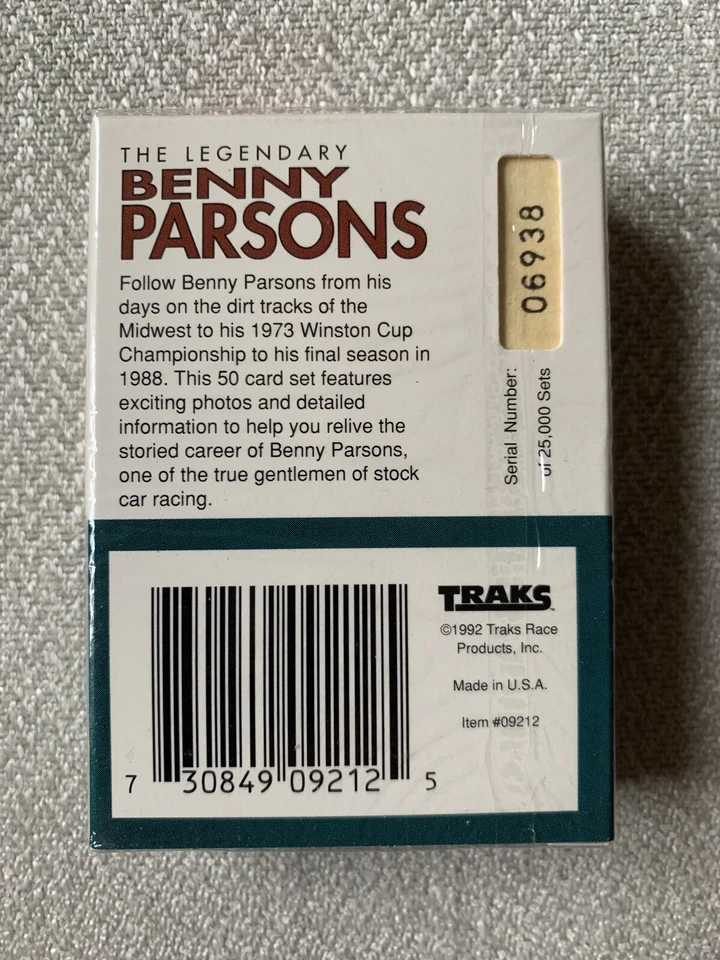 THE LEGENDARY
BENNY
PARSONS
Follow Benny Parsons from his
days on the dirt tracks of the
Midwest to his 1973 Winston Cup
Championship to his final season in
1988. This 50 card set features
exciting photos and detailed
information to help you relive the
storied career of Benny Parsons,
one of the true gentlemen of stock
car racing.
Serial Number:
06938
of 25,000 Sets
TRAKS™
©1992 Traks Race
Products, Inc.
Made in U.S.A.
Item #09212
7 30849 09212 5